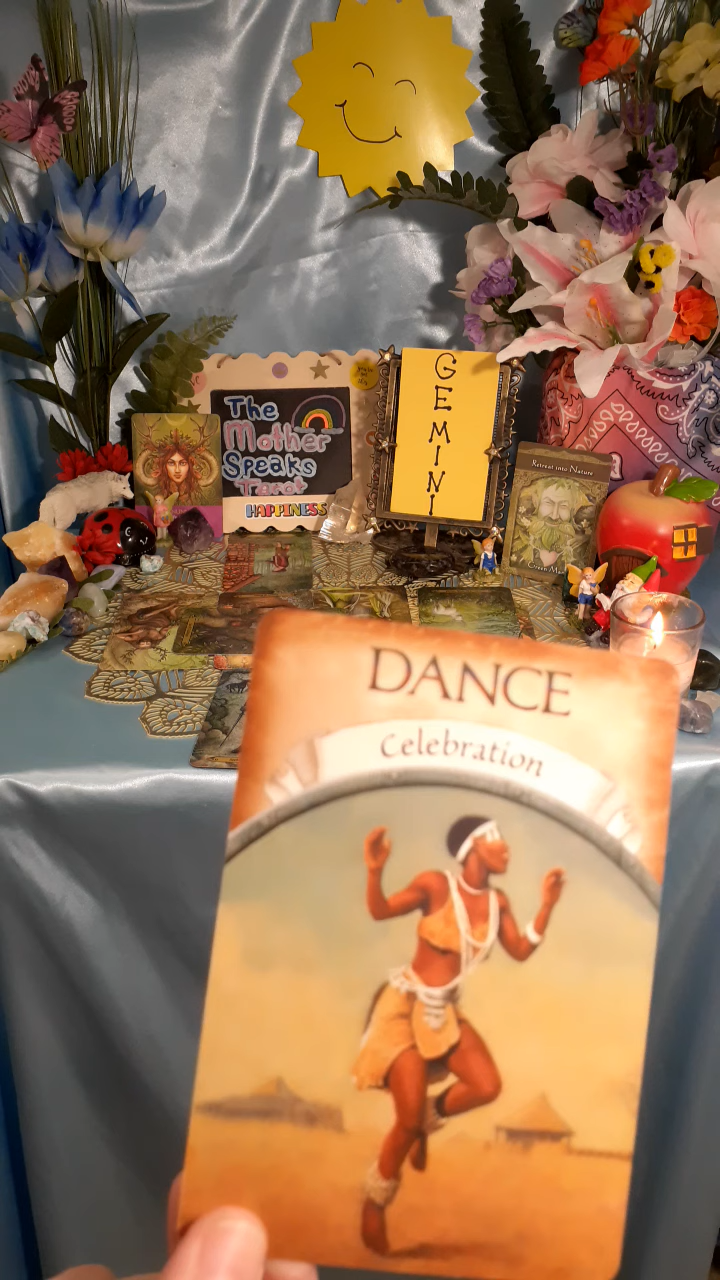 The
Mother
Speaks
Tarot
HAPPINESS
GEMINI
Retreat into Nature
Green Man
DANCE
Celebration